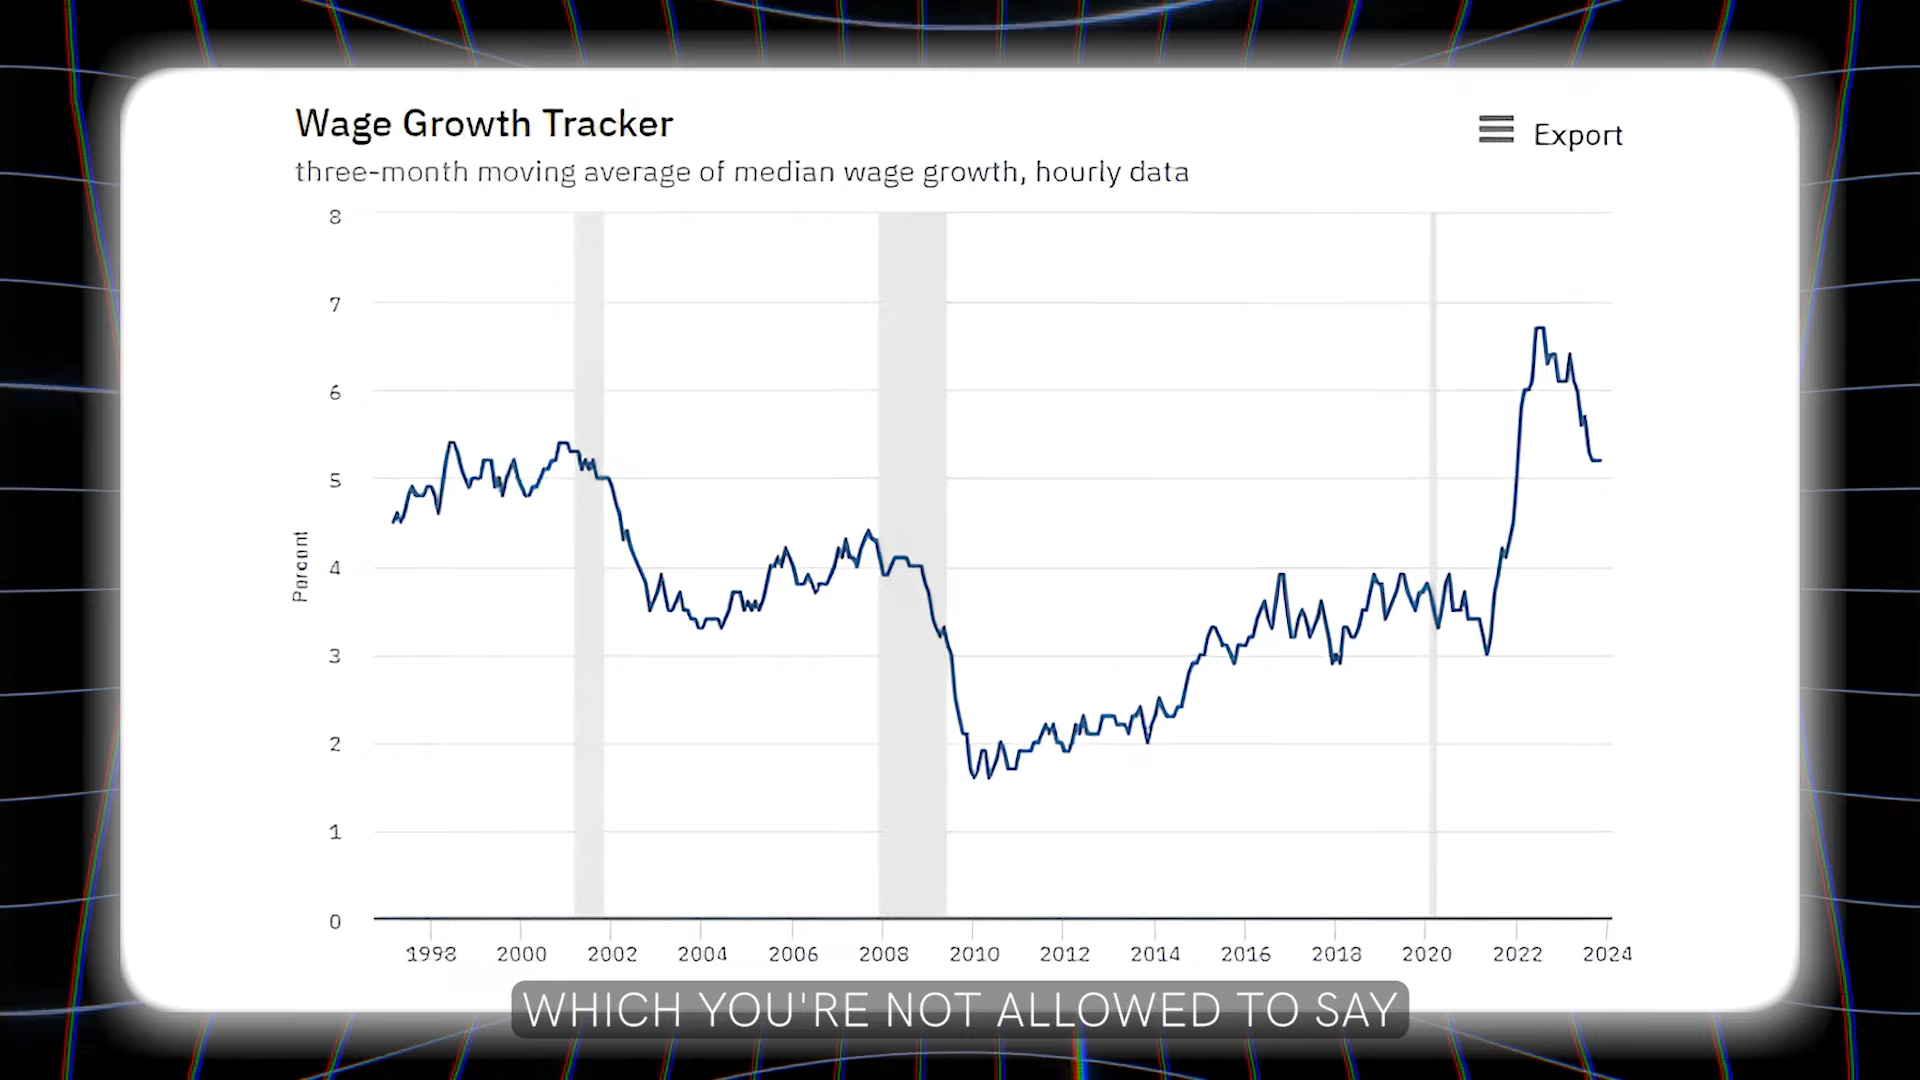 Wage Growth Tracker
Export
three-month moving average of median wage growth, hourly data
8
7
6
5
4
3
2
1
0
Percent
1998 2000 2002 2004 2006 2008 2010 2012 2014 2016 2018 2020 2022 2024
WHICH YOU'RE NOT ALLOWED TO SAY